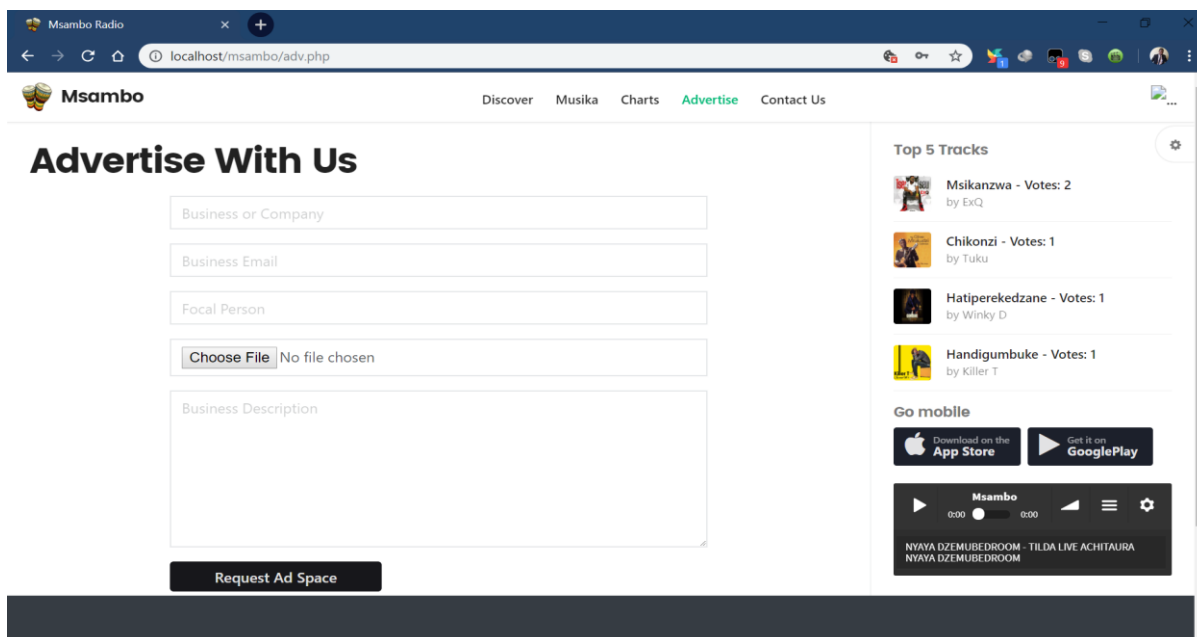 Msambo Radio
localhost/msambo/adv.php
1
9
Msambo
Discover Musika Charts Advertise Contact Us
...
Advertise With Us
Business or Company
Business Email
Focal Person
Choose File No file chosen
Business Description
Request Ad Space
Top 5 Tracks
Msikanzwa - Votes: 2
by ExQ
Chikonzi - Votes: 1
by Tuku
Hatiperekedzane - Votes: 1
by Winky D
Handigumbuke - Votes: 1
by Killer T
Go mobile
Download on the
App Store
Get it on
GooglePlay
Msambo
0:00 0:00
NYAYA DZEMUBEDROOM - TILDA LIVE ACHITAURA
NYAYA DZEMUBEDROOM